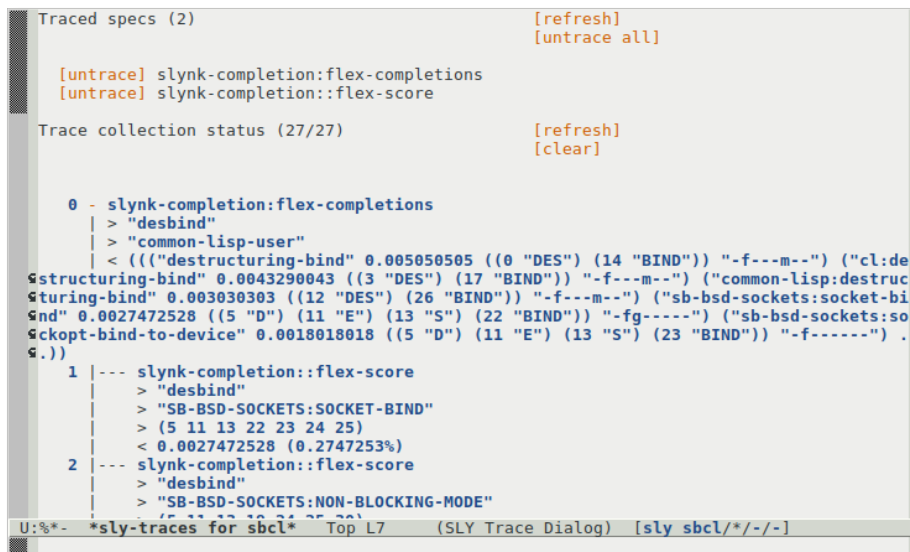 Traced specs (2) [refresh]
[untrace all]
[untrace] slynk-completion:flex-completions
[untrace] slynk-completion::flex-score
Trace collection status (27/27) [refresh]
[clear]
0 - slynk-completion:flex-completions
| > "desbind"
| > "common-lisp-user"
| < ((("destructuring-bind" 0.005050505 ((0 "DES") (14 "BIND")) "-f---m--") ("cl:de
structuring-bind" 0.0043290043 ((3 "DES") (17 "BIND")) "-f---m--") ("common-lisp:destruc
turing-bind" 0.003030303 ((12 "DES") (26 "BIND")) "-f---m--") ("sb-bsd-sockets:socket-bi
nd" 0.0027472528 ((5 "D") (11 "E") (13 "S") (22 "BIND")) "-fg-----") ("sb-bsd-sockets:so
ckopt-bind-to-device" 0.0018018018 ((5 "D") (11 "E") (13 "S") (23 "BIND")) "-f------") .
.))
1 |--- slynk-completion::flex-score
| > "desbind"
| > "SB-BSD-SOCKETS:SOCKET-BIND"
| > (5 11 13 22 23 24 25)
| < 0.0027472528 (0.2747253%)
2 |--- slynk-completion::flex-score
| > "desbind"
| > "SB-BSD-SOCKETS:NON-BLOCKING-MODE"
U:%*- *sly-traces for sbcl* Top L7 (SLY Trace Dialog) [sly sbcl/*/-/-]